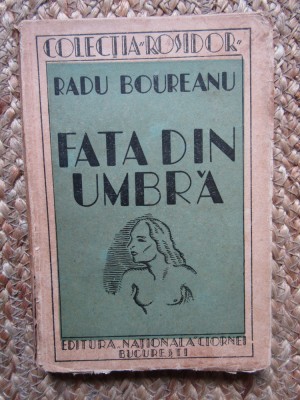 COLECȚIA „ROSIDOR„
RADU BOUREANU
FATA DIN
UMBRĂ
EDITURA „NAȚIONALA" CIORNEI
BUCUREȘTI